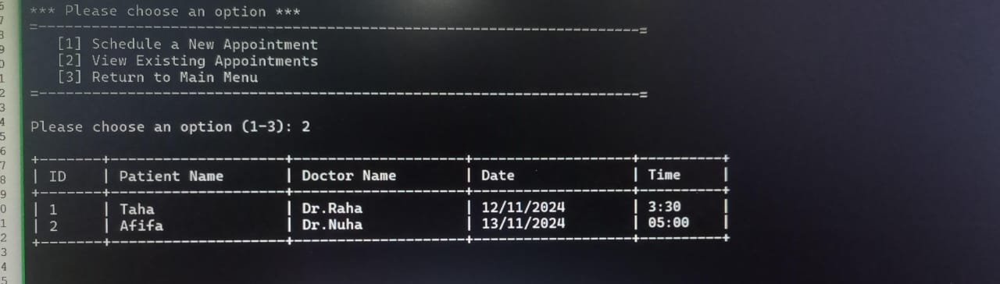 *** Please choose an option ***
=------------------------------------------------------------------------=
[1] Schedule a New Appointment
[2] View Existing Appointments
[3] Return to Main Menu
=------------------------------------------------------------------------=
Please choose an option (1-3): 2
+-------+--------------------+--------------------+-------------------+----------+
| ID | Patient Name | Doctor Name | Date | Time |
+-------+--------------------+--------------------+-------------------+----------+
| 1 | Taha | Dr.Raha | 12/11/2024 | 3:30 |
| 2 | Afifa | Dr.Nuha | 13/11/2024 | 05:00 |
+-------+--------------------+--------------------+-------------------+----------+